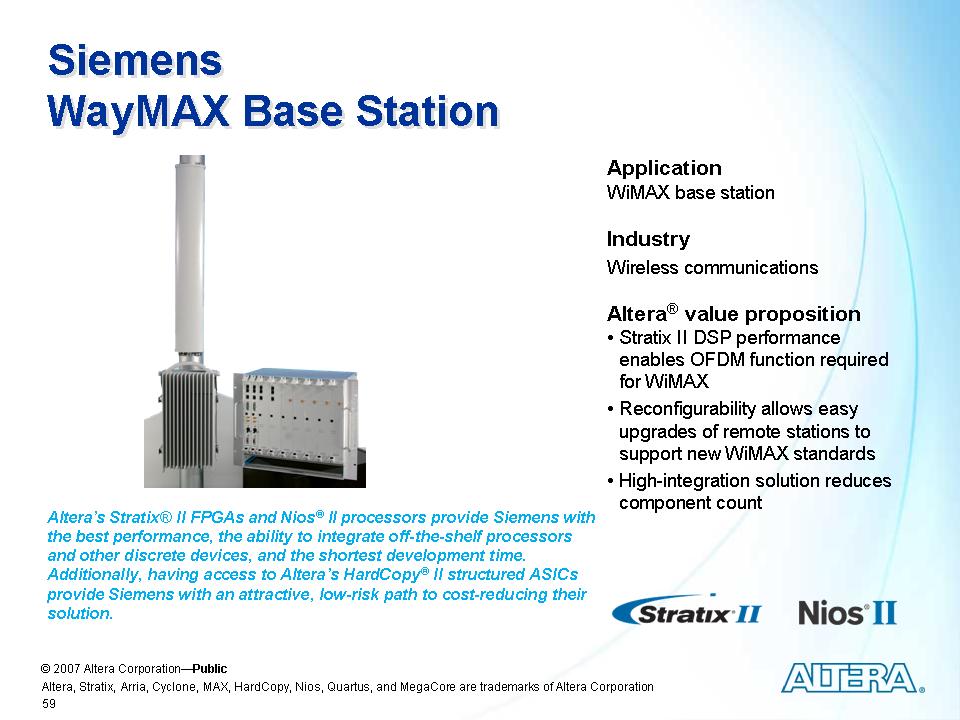 Siemens
WayMAX Base Station
Application
WiMAX base station
Industry
Wireless communications
Altera® value proposition
• Stratix II DSP performance
enables OFDM function required
for WiMAX
• Reconfigurability allows easy
upgrades of remote stations to
support new WiMAX standards
• High-integration solution reduces
component count
Altera's Stratix® II FPGAs and Nios® II processors provide Siemens with
the best performance, the ability to integrate off-the-shelf processors
and other discrete devices, and the shortest development time.
Additionally, having access to Altera's HardCopy® II structured ASICs
provide Siemens with an attractive, low-risk path to cost-reducing their
solution.
Stratix® II
Nios® II
© 2007 Altera Corporation—Public
Altera, Stratix, Arria, Cyclone, MAX, HardCopy, Nios, Quartus, and MegaCore are trademarks of Altera Corporation
59
ALTERA®